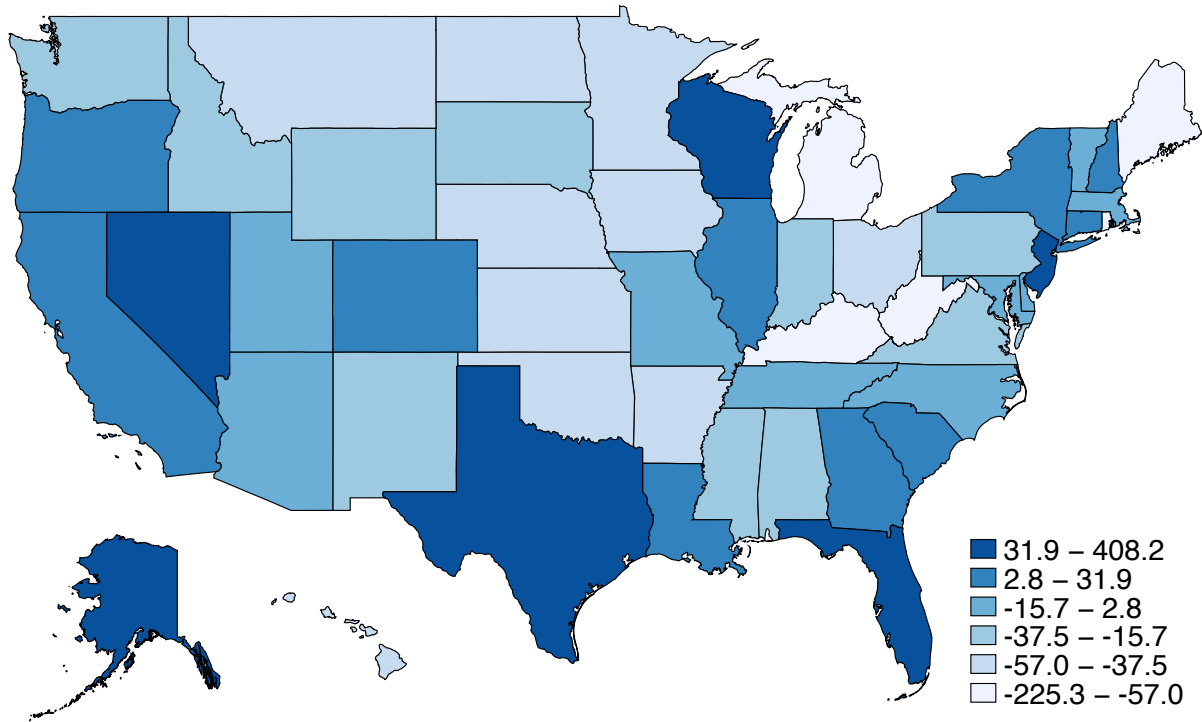 31.9 – 408.2
2.8 – 31.9
-15.7 – 2.8
-37.5 – -15.7
-57.0 – -37.5
-225.3 – -57.0